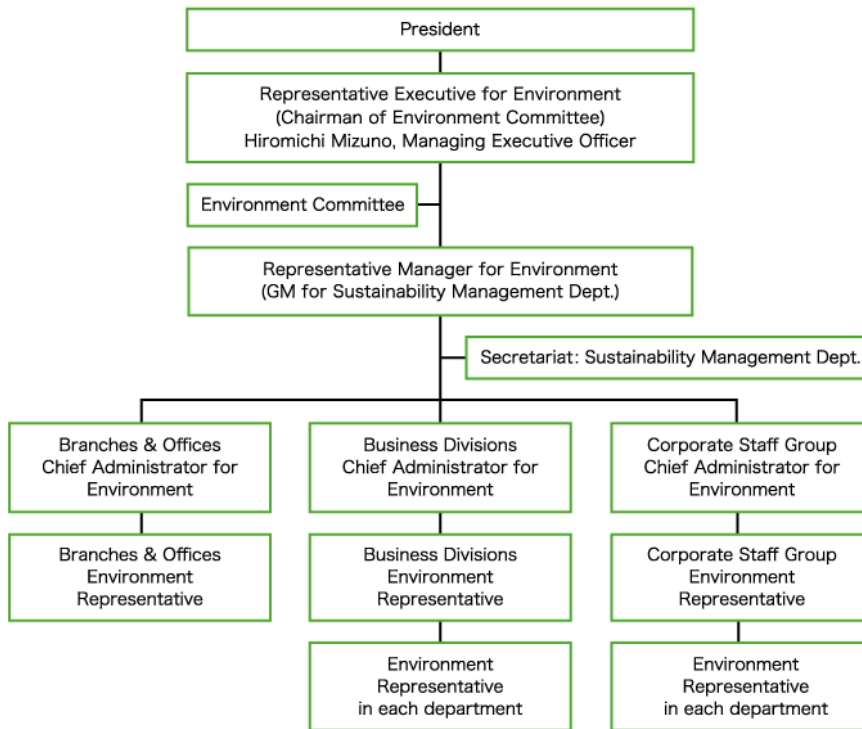 President
Representative Executive for Environment
(Chairman of Environment Committee)
Hiromichi Mizuno, Managing Executive Officer
Environment Committee
Representative Manager for Environment
(GM for Sustainability Management Dept.)
Secretariat: Sustainability Management Dept.
Branches & Offices
Chief Administrator for
Environment
Business Divisions
Chief Administrator for
Environment
Corporate Staff Group
Chief Administrator for
Environment
Branches & Offices
Environment
Representative
Business Divisions
Environment
Representative
Corporate Staff Group
Environment
Representative
Environment
Representative
in each department
Environment
Representative
in each department